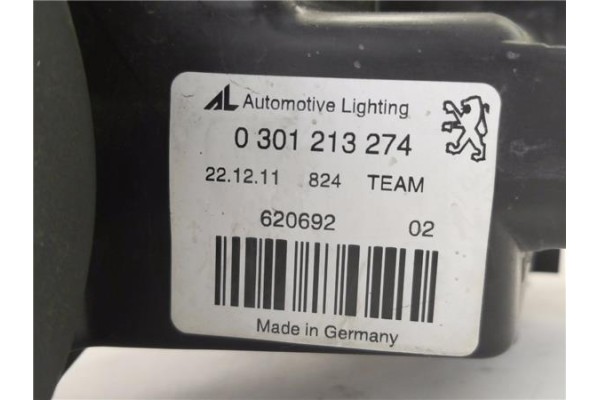 AL Automotive Lighting
0 301 213 274
22.12.11 824 TEAM
620692 02
Made in Germany